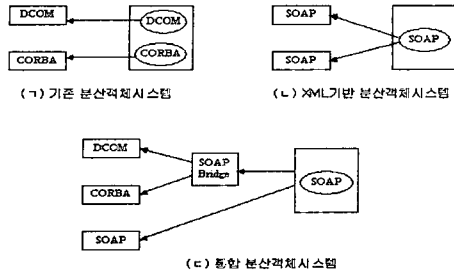 DCOM
DCOM
CORBA
CORBA
(ㄱ) 기존 분산객체시스템
SOAP
SOAP
SOAP
(ㄴ) XML기반 분산객체시스템
DCOM
SOAP
Bridge
CORBA
SOAP
SOAP
(ㄷ) 통합 분산객체시스템